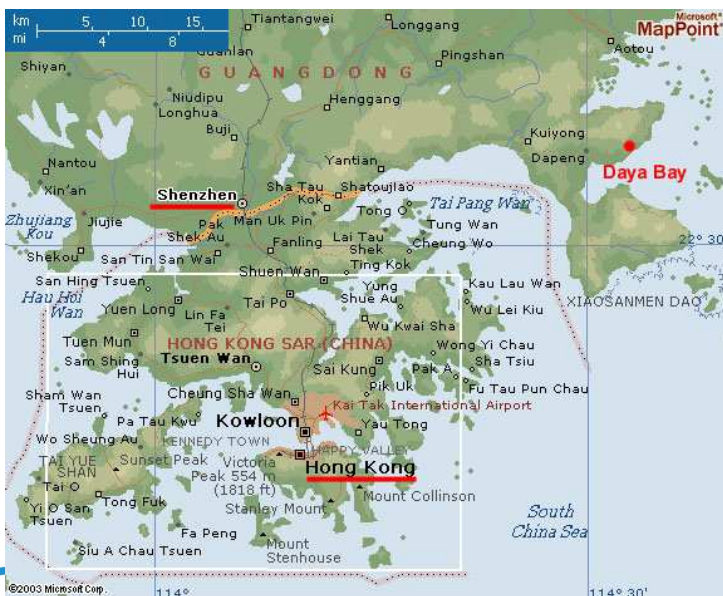 km 5, 10, 15,
mi 4 8
Microsoft®
MapPoint®
Tiantangwei
Longgang
Guanlan
Aotou
Shiyan
Pingshan
GUANGDONG
Niudipu
Longhua
Henggang
Buji
Kuiyong
Nantou
Yantian
Dapeng
Daya Bay
Xin'an
Shenzhen
Sha Tau
Kok
Shatoujiao
Zhujiang
Kou
Jiujie
Pak
Man Uk Pin
Tong O
Tai Pang Wan
Tung Wan
Shek Au
Fanling
Lai Tau
Shek
Cheung Wo
22° 30'
Shekou
San Tin
San Wai
Ting Kok
San Hing Tsuen
Shuen Wan
Hau Hoi
Wan
Yung
Shue Au
Kau Lau Wan
XIAOSANMEN DAO
Yuen Long
Tai Po
Wu Lei Kiu
Lin Fa
Tei
Wu Kwai Sha
Tuen Mun
HONG KONG SAR (CHINA)
Wong Yi Chau
Sam Shing
Hui
Tsuen Wan
Sai Kung
Pak A
Sha Tsiu
Sham Wan
Tsuen
Cheung Sha Wan
Pik Uk
Fu Tau Pun Chau
Pa Tau Kwu
Kai Tak International Airport
Kowloon
Yau Tong
Wo Sheung Au
KENNEDY TOWN
HAPPY VALLEY
TAI YUE
SHAN
Sunset Peak
Victoria
Peak 554 m
(1818 ft)
Hong Kong
Tai O
Mount Collinson
Tong Fuk
Stanley Mount
Yi O San
Tsuen
South
China Sea
Fa Peng
Siu A Chau Tsuen
Mount
Stenhouse
©2003 Microsoft Corp.
114°
114° 30'